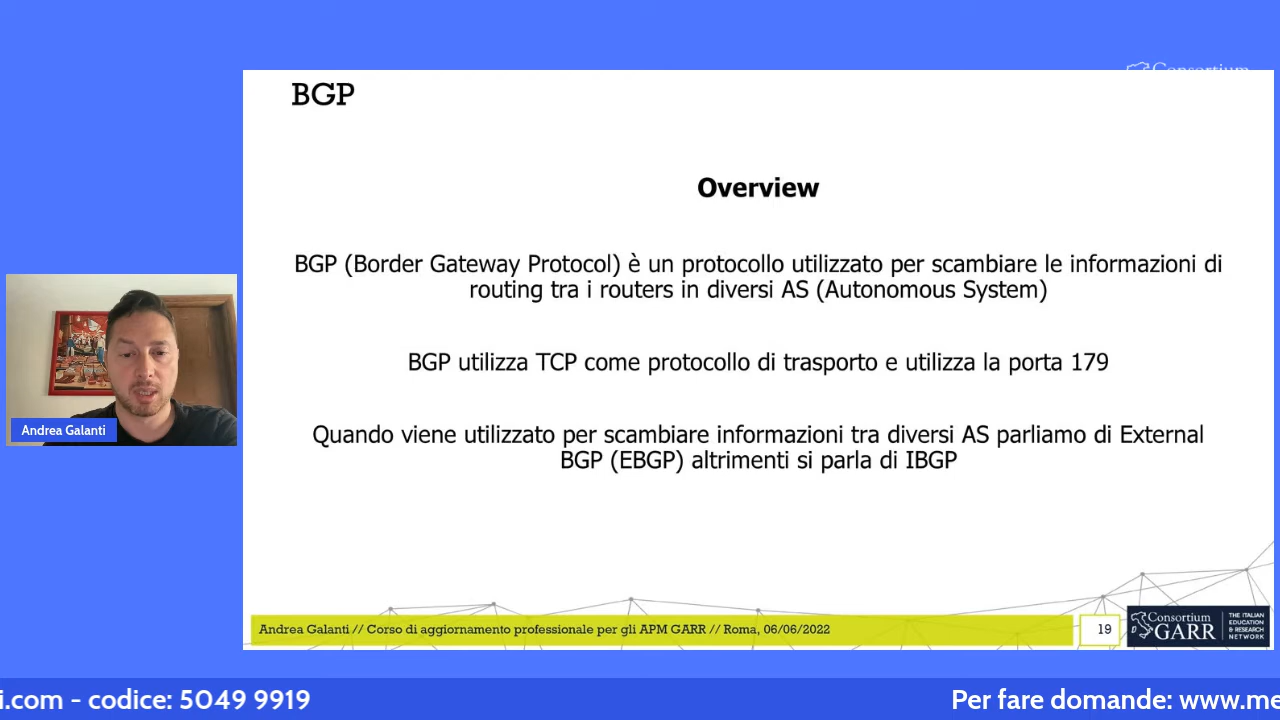 Consortium
BGP
Overview
BGP (Border Gateway Protocol) è un protocollo utilizzato per scambiare le informazioni di
routing tra i routers in diversi AS (Autonomous System)
BGP utilizza TCP come protocollo di trasporto e utilizza la porta 179
Quando viene utilizzato per scambiare informazioni tra diversi AS parliamo di External
BGP (EBGP) altrimenti si parla di IBGP
Andrea Galanti
Andrea Galanti // Corso di aggiornamento professionale per gli APM GARR // Roma, 06/06/2022
19
Consortium
GARR
THE ITALIAN
EDUCATION
& RESEARCH
NETWORK
i.com - codice: 5049 9919
Per fare domande: www.me